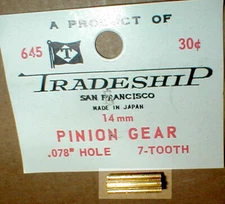 A PRODUCT OF
645 30¢
TRADESHIP
SAN FRANCISCO
MADE IN JAPAN
14mm
PINION GEAR
.078" HOLE 7-TOOTH